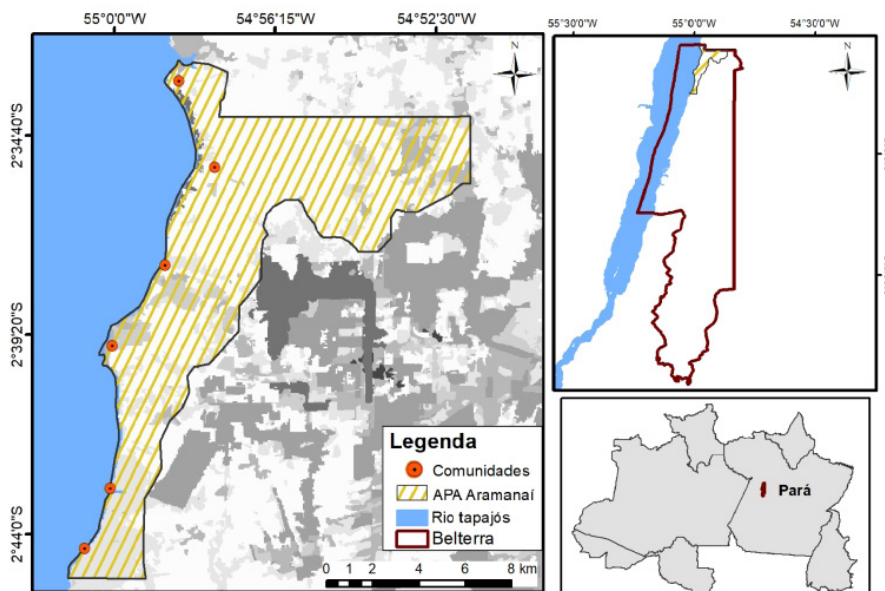 55°0'0"W 54°56'15"W 54°52'30"W
N
2°34'40"S
2°39'20"S
2°44'0"S
Legenda
Comunidades
APA Aramanaí
Rio tapajós
Belterra
0 1 2 4 6 8 km
55°30'0"W 55°0'0"W 54°30'0"W
N
Pará